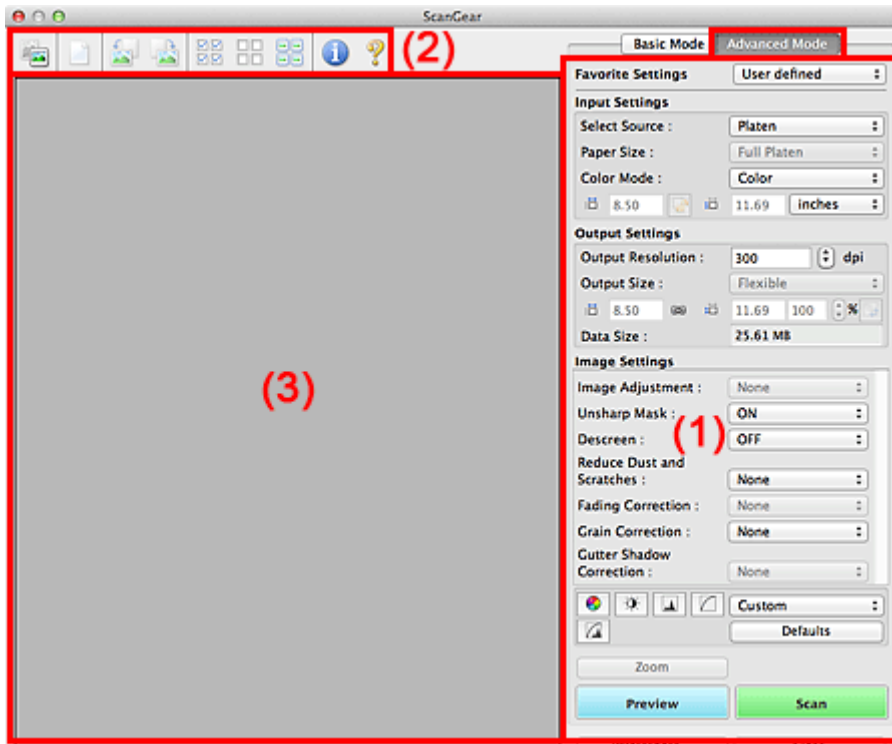 ScanGear
(2)
Basic Mode Advanced Mode
Favorite Settings User defined
Input Settings
Select Source : Platen
Paper Size : Full Platen
Color Mode : Color
8.50 11.69 inches
Output Settings
Output Resolution : 300 dpi
Output Size : Flexible
8.50 11.69 100 %
Data Size : 25.61 MB
Image Settings
(3)
Image Adjustment : None
Unsharp Mask : ON
(1)
Descreen : OFF
Reduce Dust and
Scratches : None
Fading Correction : None
Grain Correction : None
Gutter Shadow
Correction : None
Custom
Defaults
Zoom
Preview Scan